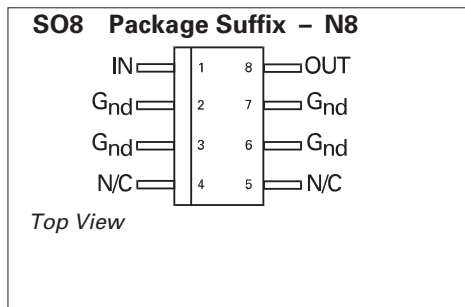 SO8 Package Suffix – N8
IN 1 8 OUT
Gnd 2 7 Gnd
Gnd 3 6 Gnd
N/C 4 5 N/C
Top View